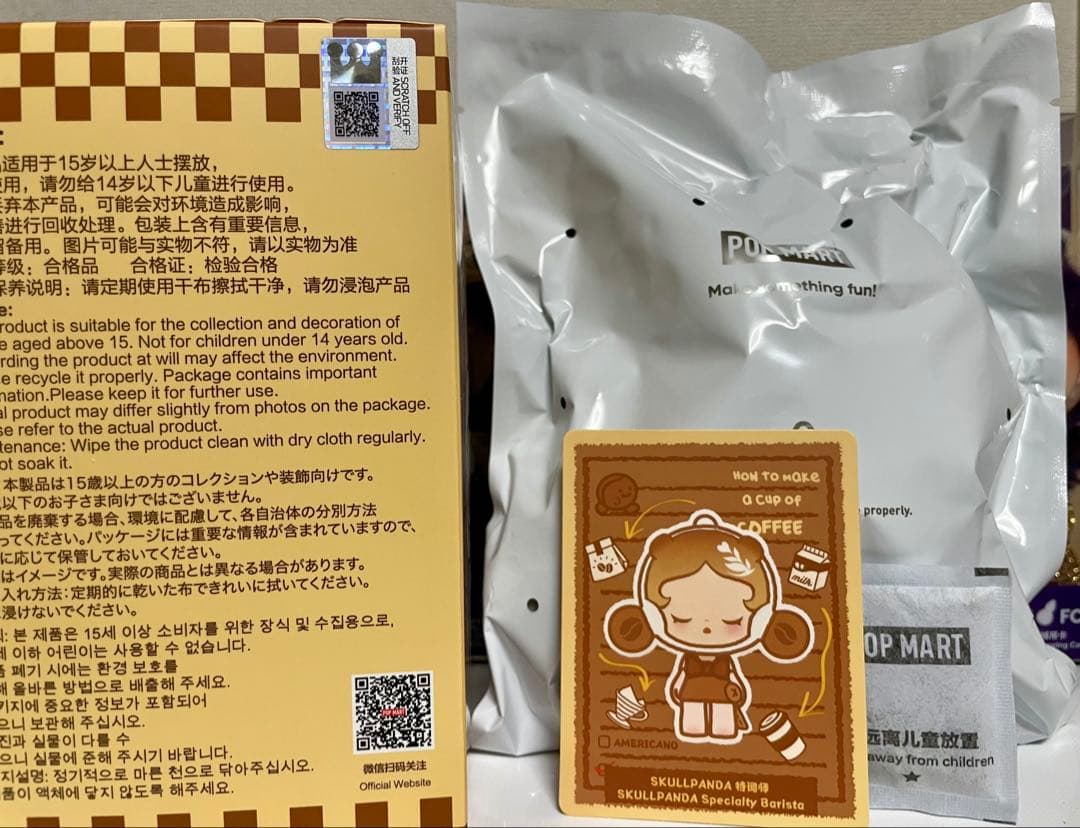 刮开验证
SCRATCH OFF
AND VERIFY
适用于15岁以上人士摆放，
使用，请勿给14岁以下儿童进行使用。
弃本产品，可能会对环境造成影响，
进行回收处理。包装上含有重要信息，
留备用。图片可能与实物不符，请以实物为准
等级：合格品 合格证：检验合格
保养说明：请定期使用干布擦拭干净，请勿浸泡产品
e:
roduct is suitable for the collection and decoration of
e aged above 15. Not for children under 14 years old.
rding the product at will may affect the environment.
e recycle it properly. Package contains important
mation.Please keep it for further use.
al product may differ slightly from photos on the package.
se refer to the actual product.
tenance: Wipe the product clean with dry cloth regularly.
ot soak it.
本製品は15歳以上の方のコレクションや装飾向けです。
歳以下のお子さま向けではございません。
品を廃棄する場合、環境に配慮して、各自治体の分別方法
ってください。パッケージには重要な情報が含まれていますので、
に応じて保管しておいてください。
はイメージです。実際の商品とは異なる場合があります。
入れ方法：定期的に乾いた布できれいに拭いてください。
浸けないでください。
본 제품은 15세 이상 소비자를 위한 장식 및 수집용으로,
세 이하 어린이는 사용할 수 없습니다.
품 폐기 시에는 환경 보호를
해 올바른 방법으로 배출해 주세요.
키지에 중요한 정보가 포함되어
으니 보관해 주십시오.
진과 실물이 다를 수
으니 실물에 준해 주시기 바랍니다.
지설명: 정기적으로 마른 천으로 닦아주십시오.
품이 액체에 닿지 않도록 해주세요.
POP MART
微信扫码关注
Official Website
POP MART
Make something fun!
properly.
HOW TO MAKE
A CUP OF
COFFEE
milk
AMERICANO
SKULLPANDA 特调师
SKULLPANDA Specialty Barista
OP MART
远离儿童放置
away from children
FO